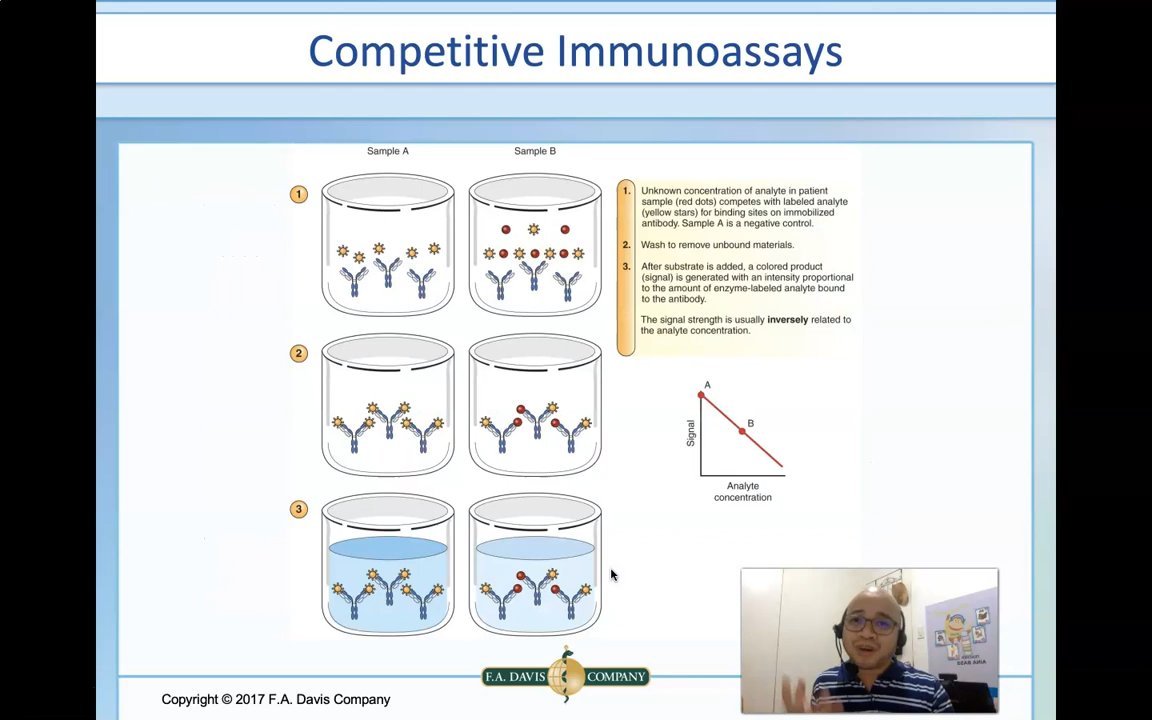 Competitive Immunoassays
Sample A
Sample B
1
2
3
1. Unknown concentration of analyte in patient
sample (red dots) competes with labeled analyte
(yellow stars) for binding sites on immobilized
antibody. Sample A is a negative control.
2. Wash to remove unbound materials.
3. After substrate is added, a colored product
(signal) is generated with an intensity proportional
to the amount of enzyme-labeled analyte bound
to the antibody.
The signal strength is usually inversely related to
the analyte concentration.
A
B
Signal
Analyte
concentration
F.A. DAVIS COMPANY
Copyright © 2017 F.A. Davis Company